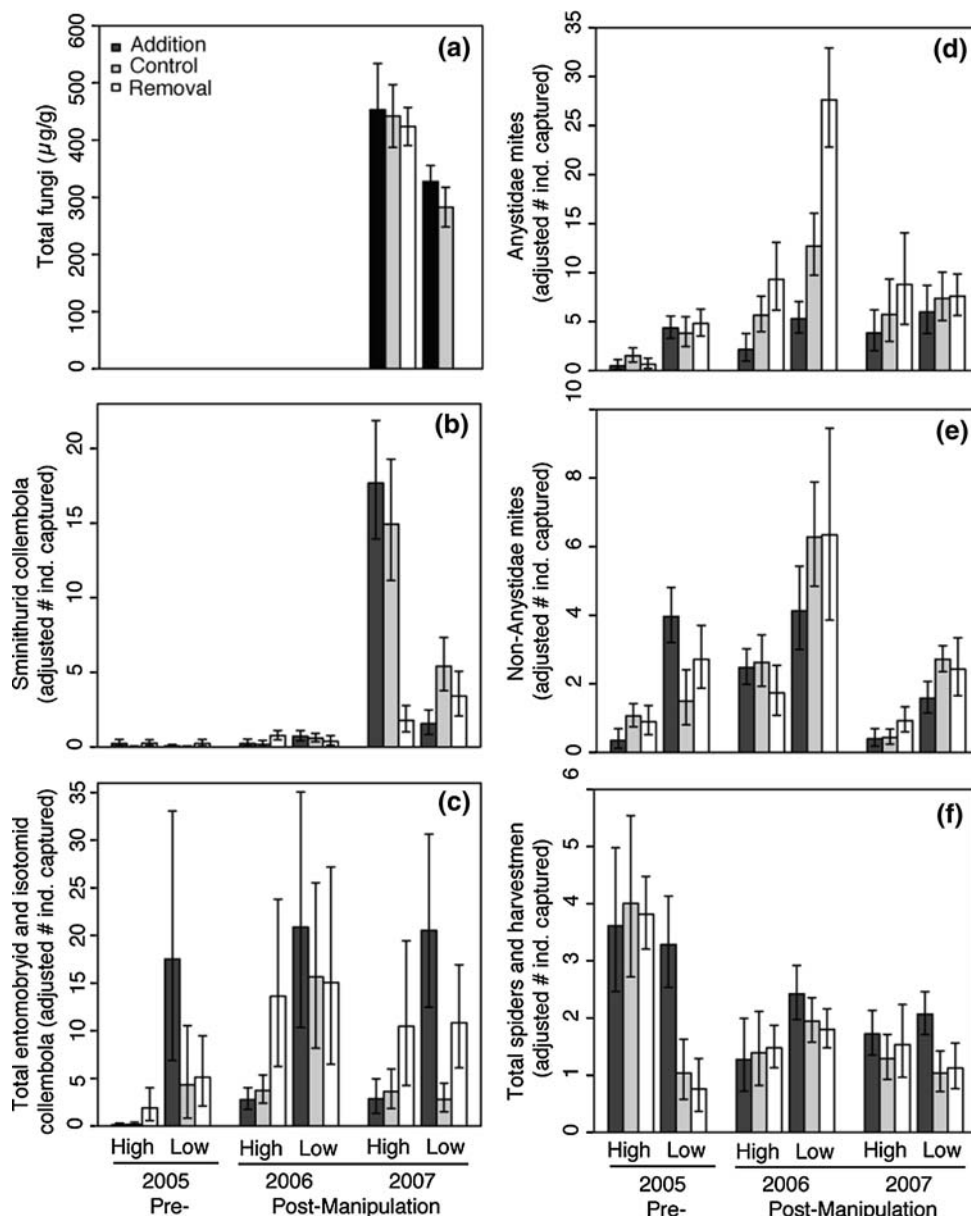 (a)
Addition
Control
Removal
Total fungi (µg/g)
0
100
200
300
400
500
600
(b)
Sminithurid collembola
(adjusted # ind. captured)
0
5
10
15
20
(c)
Total entomobryid and isotomid
collembola (adjusted # ind. captured)
0
5
10
15
20
25
30
35
High Low High Low High Low
2005 2006 2007
Pre- Post-Manipulation
(d)
Anystidae mites
(adjusted # ind. captured)
0
5
10
15
20
25
30
35
(e)
Non-Anystidae mites
(adjusted # ind. captured)
0
2
4
6
8
10
(f)
Total spiders and harvestmen
(adjusted # ind. captured)
0
1
2
3
4
5
6
High Low High Low High Low
2005 2006 2007
Pre- Post-Manipulation